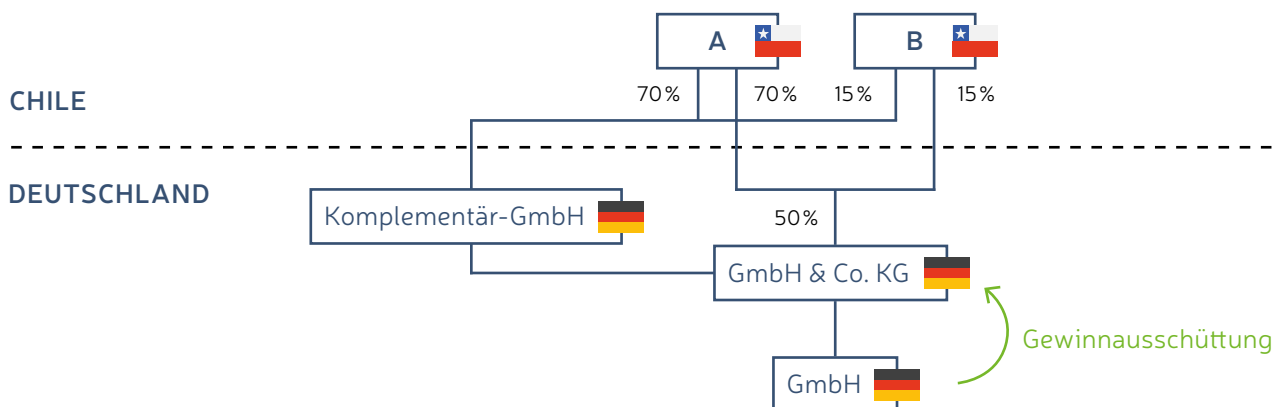 A
B
70 %
70 %
15 %
15 %
CHILE
DEUTSCHLAND
Komplementär-GmbH
50 %
GmbH & Co. KG
Gewinnausschüttung
GmbH